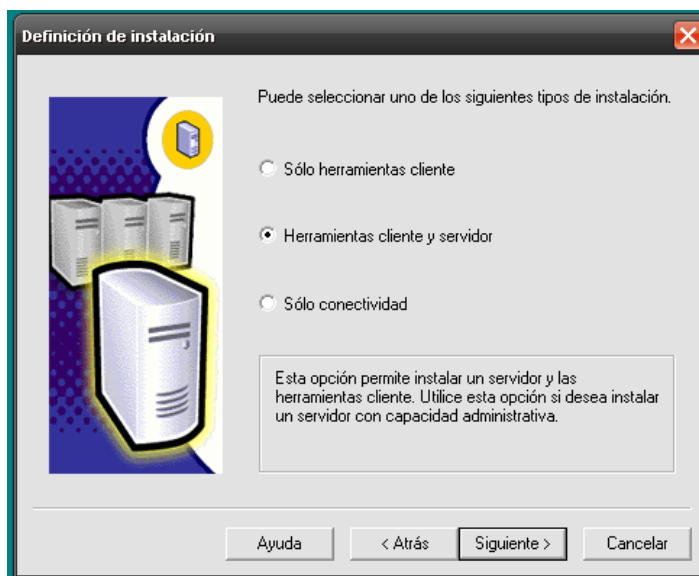 Definición de instalación
Puede seleccionar uno de los siguientes tipos de instalación.
Sólo herramientas cliente
Herramientas cliente y servidor
Sólo conectividad
Esta opción permite instalar un servidor y las
herramientas cliente. Utilice esta opción si desea instalar
un servidor con capacidad administrativa.
Ayuda
< Atrás
Siguiente >
Cancelar